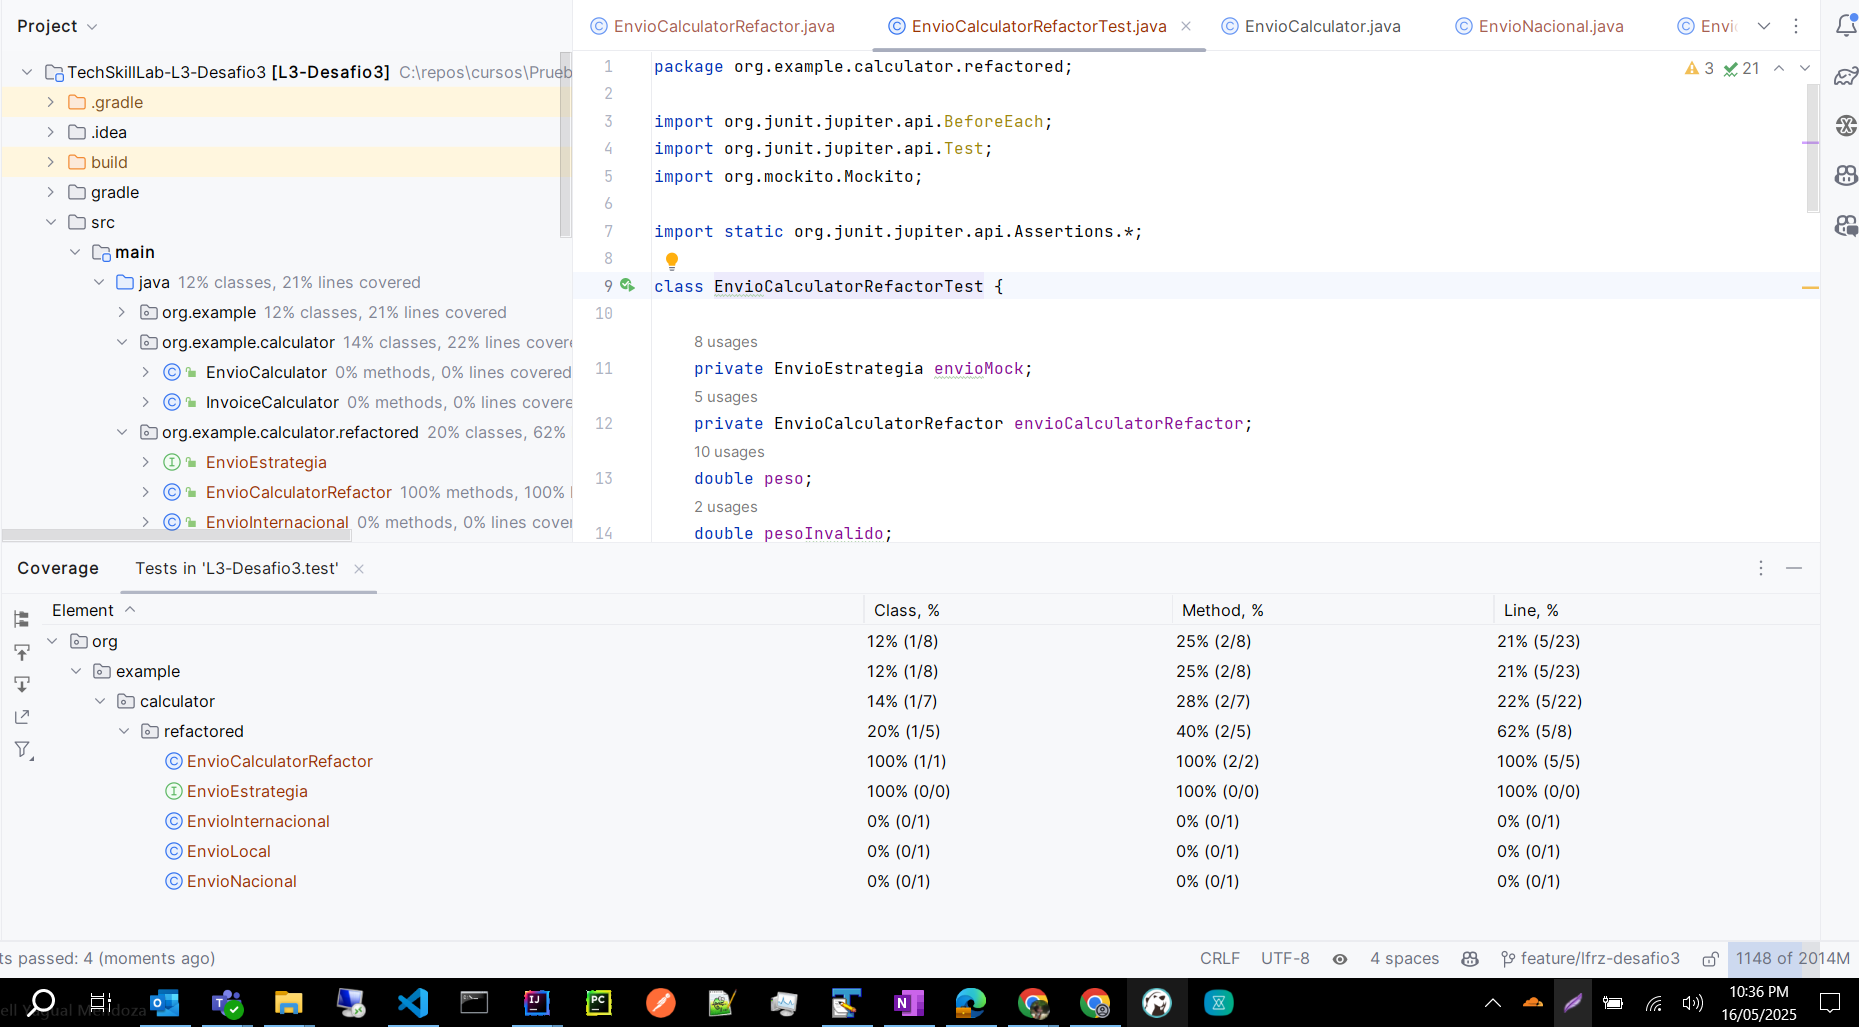 Project
TechSkillLab-L3-Desafio3 [L3-Desafio3] C:\repos\cursos\Prueb
.gradle
.idea
build
gradle
src
main
java 12% classes, 21% lines covered
org.example 12% classes, 21% lines covered
org.example.calculator 14% classes, 22% lines covere
EnvioCalculator 0% methods, 0% lines covered
InvoiceCalculator 0% methods, 0% lines covere
org.example.calculator.refactored 20% classes, 62%
EnvioEstrategia
EnvioCalculatorRefactor 100% methods, 100% l
EnvioInternacional 0% methods, 0% lines cover
EnvioCalculatorRefactor.java
EnvioCalculatorRefactorTest.java
EnvioCalculator.java
EnvioNacional.java
Envi
3 21
1 package org.example.calculator.refactored;
2
3 import org.junit.jupiter.api.BeforeEach;
4 import org.junit.jupiter.api.Test;
5 import org.mockito.Mockito;
6
7 import static org.junit.jupiter.api.Assertions.*;
8
9 class EnvioCalculatorRefactorTest {
10
8 usages
11 private EnvioEstrategia envioMock;
5 usages
12 private EnvioCalculatorRefactor envioCalculatorRefactor;
10 usages
13 double peso;
2 usages
14 double pesoInvalido;
Coverage Tests in 'L3-Desafio3.test'
Element Class, % Method, % Line, %
org 12% (1/8) 25% (2/8) 21% (5/23)
example 12% (1/8) 25% (2/8) 21% (5/23)
calculator 14% (1/7) 28% (2/7) 22% (5/22)
refactored 20% (1/5) 40% (2/5) 62% (5/8)
EnvioCalculatorRefactor 100% (1/1) 100% (2/2) 100% (5/5)
EnvioEstrategia 100% (0/0) 100% (0/0) 100% (0/0)
EnvioInternacional 0% (0/1) 0% (0/1) 0% (0/1)
EnvioLocal 0% (0/1) 0% (0/1) 0% (0/1)
EnvioNacional 0% (0/1) 0% (0/1) 0% (0/1)
ts passed: 4 (moments ago)
CRLF UTF-8 4 spaces feature/lfrz-desafio3 1148 of 2014M
10:36 PM
16/05/2025
ell Yagual Mendoza